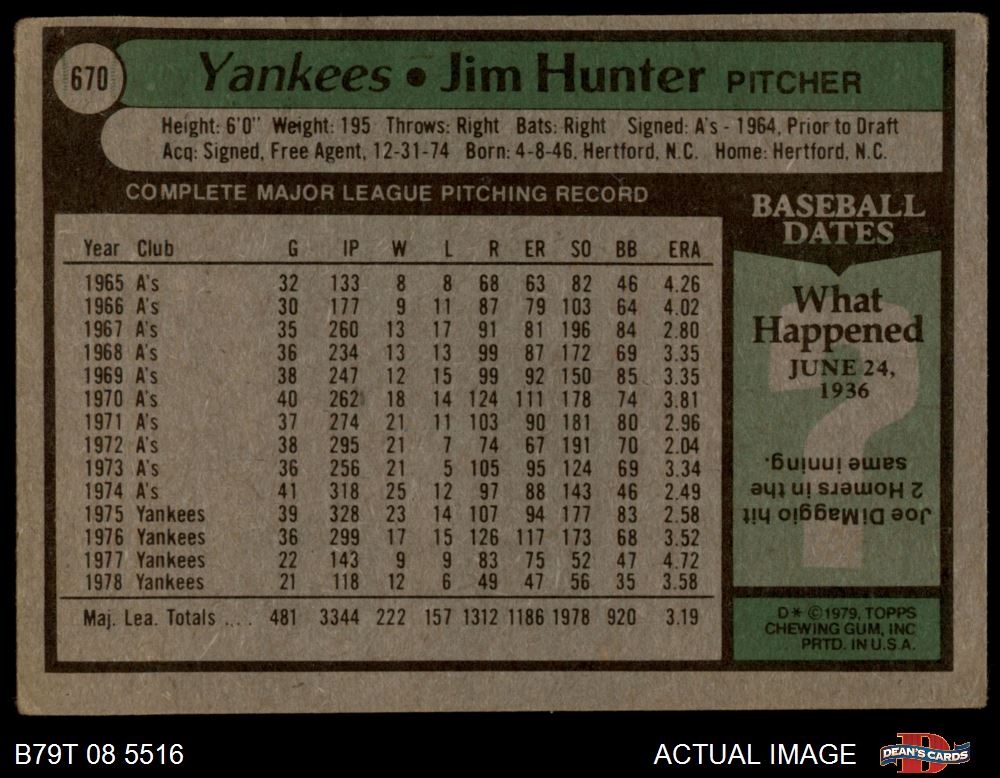 670
Yankees • Jim Hunter PITCHER
Height: 6'0" Weight: 195 Throws: Right Bats: Right Signed: A's - 1964, Prior to Draft
Acq: Signed, Free Agent, 12-31-74 Born: 4-8-46, Hertford, N.C. Home: Hertford, N.C.
COMPLETE MAJOR LEAGUE PITCHING RECORD
Year Club G IP W L R ER SO BB ERA
1965 A's 32 133 8 8 68 63 82 46 4.26
1966 A's 30 177 9 11 87 79 103 64 4.02
1967 A's 35 260 13 17 91 81 196 84 2.80
1968 A's 36 234 13 13 99 87 172 69 3.35
1969 A's 38 247 12 15 99 92 150 85 3.35
1970 A's 40 262 18 14 124 111 178 74 3.81
1971 A's 37 274 21 11 103 90 181 80 2.96
1972 A's 38 295 21 7 74 67 191 70 2.04
1973 A's 36 256 21 5 105 95 124 69 3.34
1974 A's 41 318 25 12 97 88 143 46 2.49
1975 Yankees 39 328 23 14 107 94 177 83 2.58
1976 Yankees 36 299 17 15 126 117 173 68 3.52
1977 Yankees 22 143 9 9 83 75 52 47 4.72
1978 Yankees 21 118 12 6 49 47 56 35 3.58
Maj. Lea. Totals .... 481 3344 222 157 1312 1186 1978 920 3.19
BASEBALL
DATES
What
Happened
JUNE 24,
1936
?
Joe DiMaggio hit
2 Homers in the
same inning.
D* ©1979, TOPPS
CHEWING GUM, INC
PRTD. IN U.S.A.
B79T 08 5516
ACTUAL IMAGE
D
DEAN'S CARDS